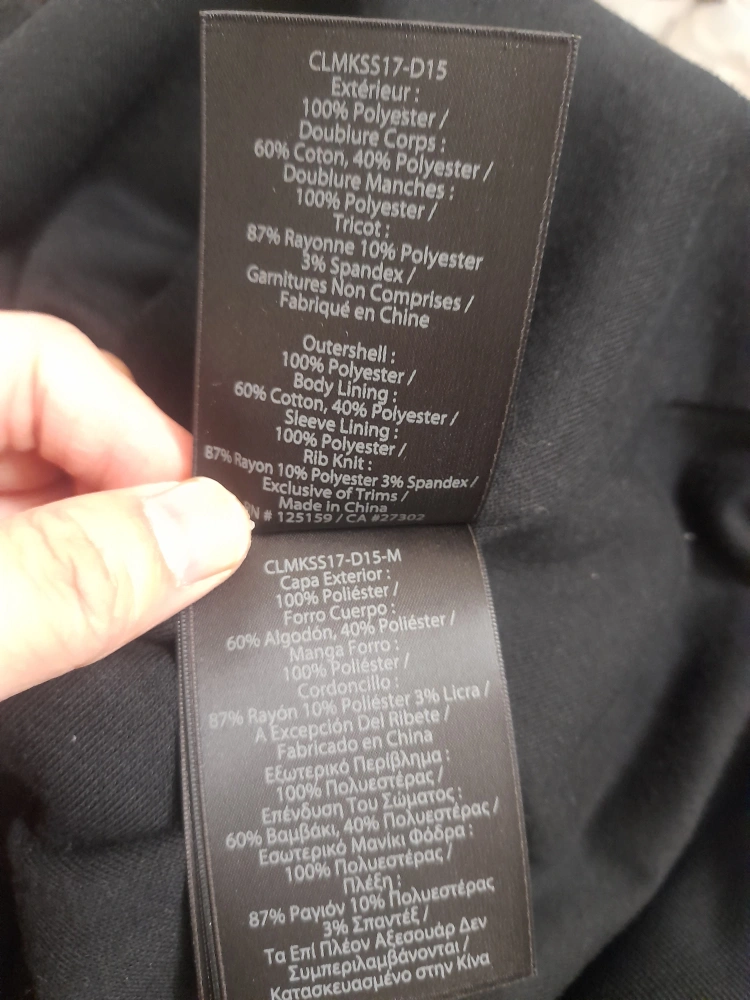 CLMKSS17-D15
Extérieur :
100% Polyester /
Doublure Corps :
60% Coton, 40% Polyester /
Doublure Manches :
100% Polyester /
Tricot :
87% Rayonne 10% Polyester
3% Spandex /
Garnitures Non Comprises /
Fabriqué en Chine
Outershell :
100% Polyester /
Body Lining :
60% Cotton, 40% Polyester /
Sleeve Lining :
100% Polyester /
Rib Knit :
87% Rayon 10% Polyester 3% Spandex /
Exclusive of Trims /
Made in China
# 125159 / CA #27302
CLMKSS17-D15-M
Capa Exterior :
100% Poliéster /
Forro Cuerpo :
60% Algodón, 40% Poliéster /
Manga Forro :
100% Poliéster /
Cordoncillo :
87% Rayón 10% Poliéster 3% Licra /
A Excepción Del Ribete /
Fabricado en China
Εξωτερικό Περίβλημα :
100% Πολυεστέρας /
Επένδυση Του Σώματος :
60% Βαμβάκι, 40% Πολυεστέρας /
Εσωτερικό Μανίκι Φόδρα :
100% Πολυεστέρας /
Πλέξη :
87% Ραγιόν 10% Πολυεστέρας
3% Σπαντέξ /
Τα Επί Πλέον Αξεσουάρ Δεν
Συμπεριλαμβάνονται /
Κατασκευασμένο στην Κίνα